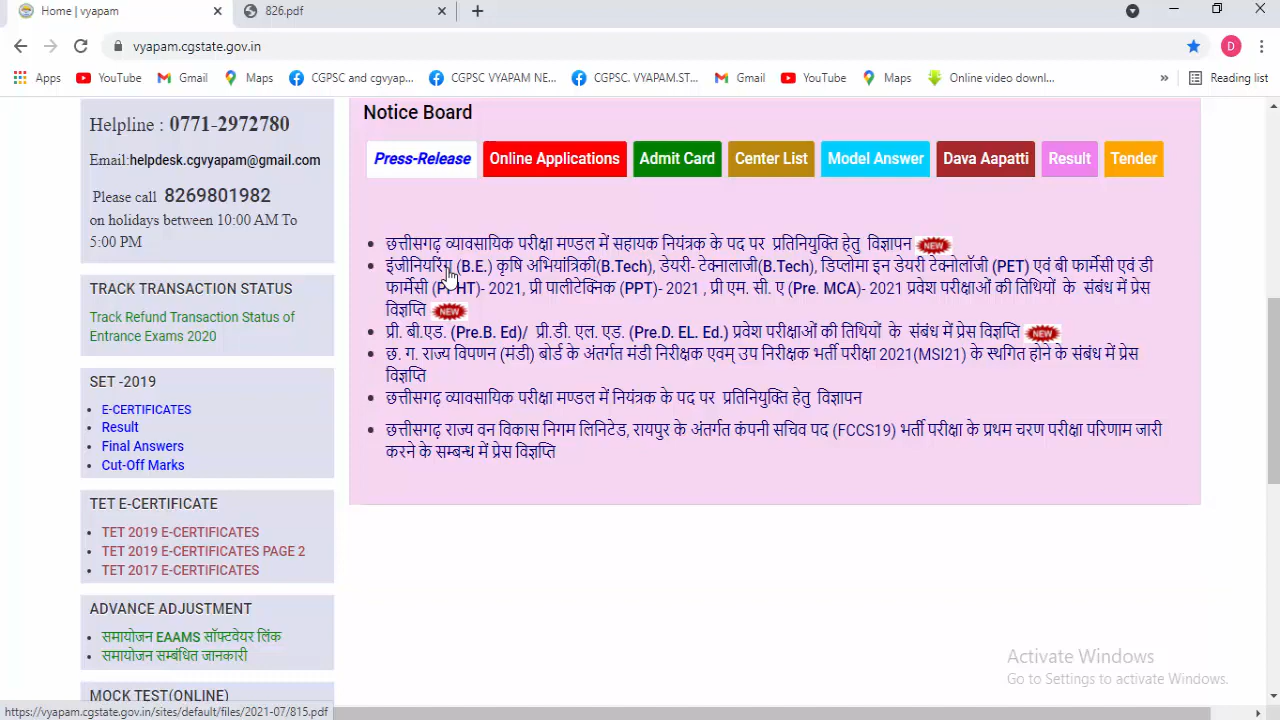 Home | vyapam
826.pdf
vyapam.cgstate.gov.in
D
Apps YouTube Gmail Maps CGPSC and cgvyap... CGPSC VYAPAM NE... CGPSC. VYAPAM.ST... Gmail YouTube Maps Online video downl... » Reading list
Helpline : 0771-2972780
Email:helpdesk.cgvyapam@gmail.com
Please call 8269801982
on holidays between 10:00 AM To
5:00 PM
TRACK TRANSACTION STATUS
Track Refund Transaction Status of
Entrance Exams 2020
SET -2019
E-CERTIFICATES
Result
Final Answers
Cut-Off Marks
TET E-CERTIFICATE
TET 2019 E-CERTIFICATES
TET 2019 E-CERTIFICATES PAGE 2
TET 2017 E-CERTIFICATES
ADVANCE ADJUSTMENT
समायोजन EAAMS सॉफ्टवेयर लिंक
समायोजन सम्बंधित जानकारी
MOCK TEST(ONLINE)
Notice Board
Press-Release Online Applications Admit Card Center List Model Answer Dava Aapatti Result Tender
छत्तीसगढ़ व्यावसायिक परीक्षा मण्डल में सहायक नियंत्रक के पद पर प्रतिनियुक्ति हेतु विज्ञापन NEW
इंजीनियरिंग (B.E.) कृषि अभियांत्रिकी(B.Tech), डेयरी- टेक्नालाजी(B.Tech), डिप्लोमा इन डेयरी टेक्नोलॉजी (PET) एवं बी फार्मेसी एवं डी
फार्मेसी (PPHT)- 2021, प्री पालीटेक्निक (PPT)- 2021 , प्री एम. सी. ए (Pre. MCA)- 2021 प्रवेश परीक्षाओं की तिथियों के संबंध में प्रेस
विज्ञप्ति NEW
प्री. बी.एड. (Pre.B. Ed)/ प्री.डी. एल. एड. (Pre.D. EL. Ed.) प्रवेश परीक्षाओं की तिथियों के संबंध में प्रेस विज्ञप्ति NEW
छ. ग. राज्य विपणन (मंडी) बोर्ड के अंतर्गत मंडी निरीक्षक एवम् उप निरीक्षक भर्ती परीक्षा 2021(MSI21) के स्थगित होने के संबंध में प्रेस
विज्ञप्ति
छत्तीसगढ़ व्यावसायिक परीक्षा मण्डल में नियंत्रक के पद पर प्रतिनियुक्ति हेतु विज्ञापन
छत्तीसगढ़ राज्य वन विकास निगम लिमिटेड, रायपुर के अंतर्गत कंपनी सचिव पद (FCCS19) भर्ती परीक्षा के प्रथम चरण परीक्षा परिणाम जारी
करने के सम्बन्ध में प्रेस विज्ञप्ति
Activate Windows
Go to Settings to activate Windows.
https://vyapam.cgstate.gov.in/sites/default/files/2021-07/815.pdf